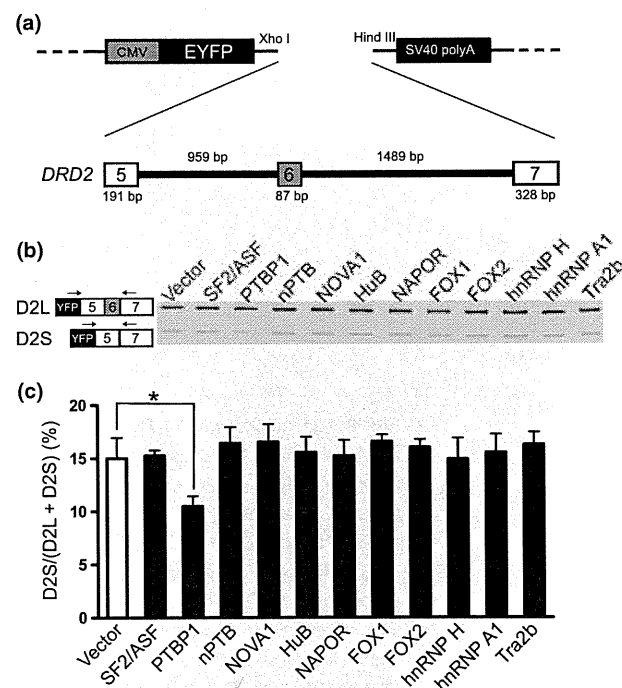 (a)
CMV EYFP Xho I Hind III SV40 polyA
959 bp 1489 bp
DRD2 5 6 7
191 bp 87 bp 328 bp
(b)
Vector SF2/ASF PTBP1 nPTB NOVA1 HuB NAPOR FOX1 FOX2 hnRNP H hnRNP A1 Tra2b
D2L YFP 5 6 7
D2S YFP 5 7
(c)
D2S/(D2L + D2S) (%)
20
15
10
5
0
*
Vector SF2/ASF PTBP1 nPTB NOVA1 HuB NAPOR FOX1 FOX2 hnRNP H hnRNP A1 Tra2b